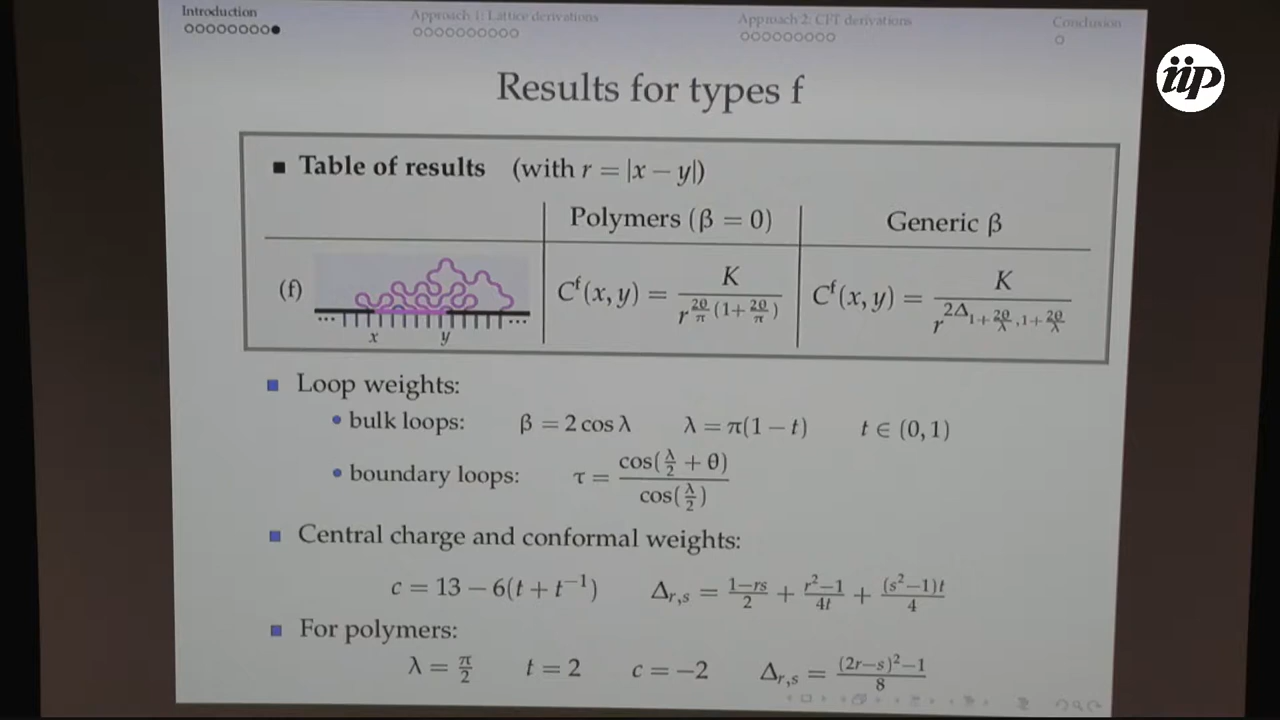 Introduction
Approach 1: Lattice derivations
Approach 2: CFT derivations
Conclusion
iip
Results for types f
Table of results (with r = |x − y|)
Polymers (β = 0)
Generic β
(f)
··· x y ···
Cᶠ(x, y) = K / r^{2θ/π (1+2θ/π)}
Cᶠ(x, y) = K / r^{2Δ_{1+2θ/λ, 1+2θ/λ}}
Loop weights:
bulk loops: β = 2 cos λ λ = π(1 − t) t ∈ (0, 1)
boundary loops: τ = cos(λ/2 + θ) / cos(λ/2)
Central charge and conformal weights:
c = 13 − 6(t + t⁻¹) Δ_{r,s} = (1−rs)/2 + (r²−1)/4t + (s²−1)t/4
For polymers:
λ = π/2 t = 2 c = −2 Δ_{r,s} = ((2r−s)²−1)/8